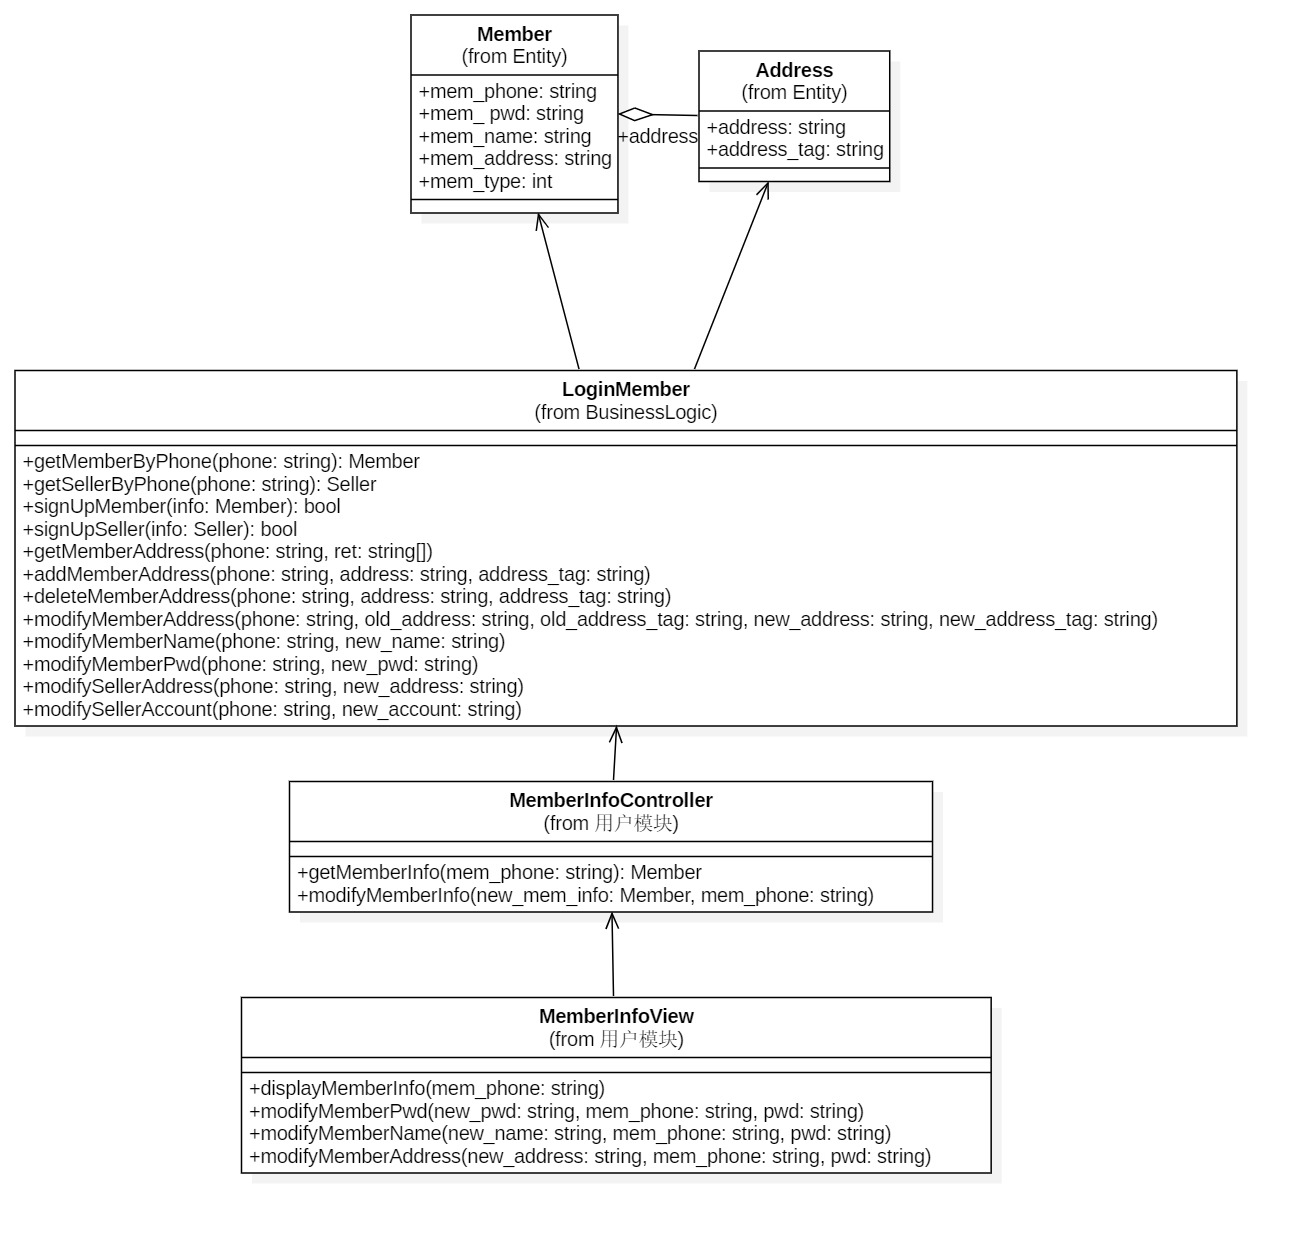 Member
(from Entity)
+mem_phone: string
+mem_ pwd: string
+mem_name: string
+mem_address: string
+mem_type: int
+address
Address
(from Entity)
+address: string
+address_tag: string
LoginMember
(from BusinessLogic)
+getMemberByPhone(phone: string): Member
+getSellerByPhone(phone: string): Seller
+signUpMember(info: Member): bool
+signUpSeller(info: Seller): bool
+getMemberAddress(phone: string, ret: string[])
+addMemberAddress(phone: string, address: string, address_tag: string)
+deleteMemberAddress(phone: string, address: string, address_tag: string)
+modifyMemberAddress(phone: string, old_address: string, old_address_tag: string, new_address: string, new_address_tag: string)
+modifyMemberName(phone: string, new_name: string)
+modifyMemberPwd(phone: string, new_pwd: string)
+modifySellerAddress(phone: string, new_address: string)
+modifySellerAccount(phone: string, new_account: string)
MemberInfoController
(from 用户模块)
+getMemberInfo(mem_phone: string): Member
+modifyMemberInfo(new_mem_info: Member, mem_phone: string)
MemberInfoView
(from 用户模块)
+displayMemberInfo(mem_phone: string)
+modifyMemberPwd(new_pwd: string, mem_phone: string, pwd: string)
+modifyMemberName(new_name: string, mem_phone: string, pwd: string)
+modifyMemberAddress(new_address: string, mem_phone: string, pwd: string)